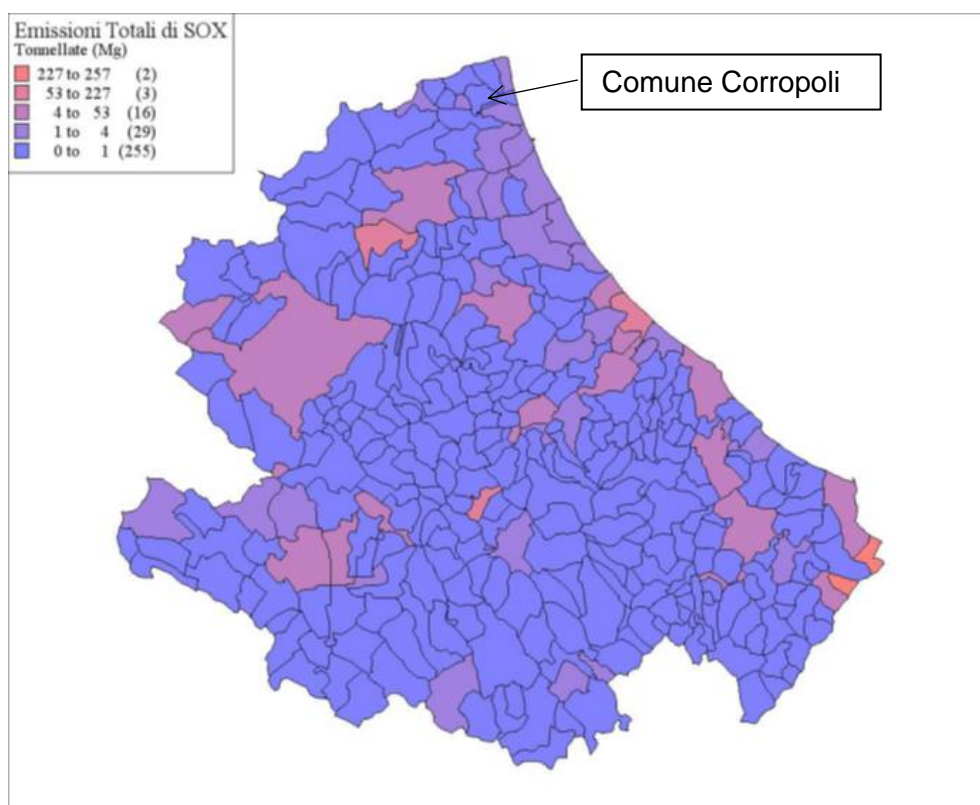 Emissioni Totali di SOX
Tonnellate (Mg)
227 to 257 (2)
53 to 227 (3)
4 to 53 (16)
1 to 4 (29)
0 to 1 (255)
Comune Corropoli